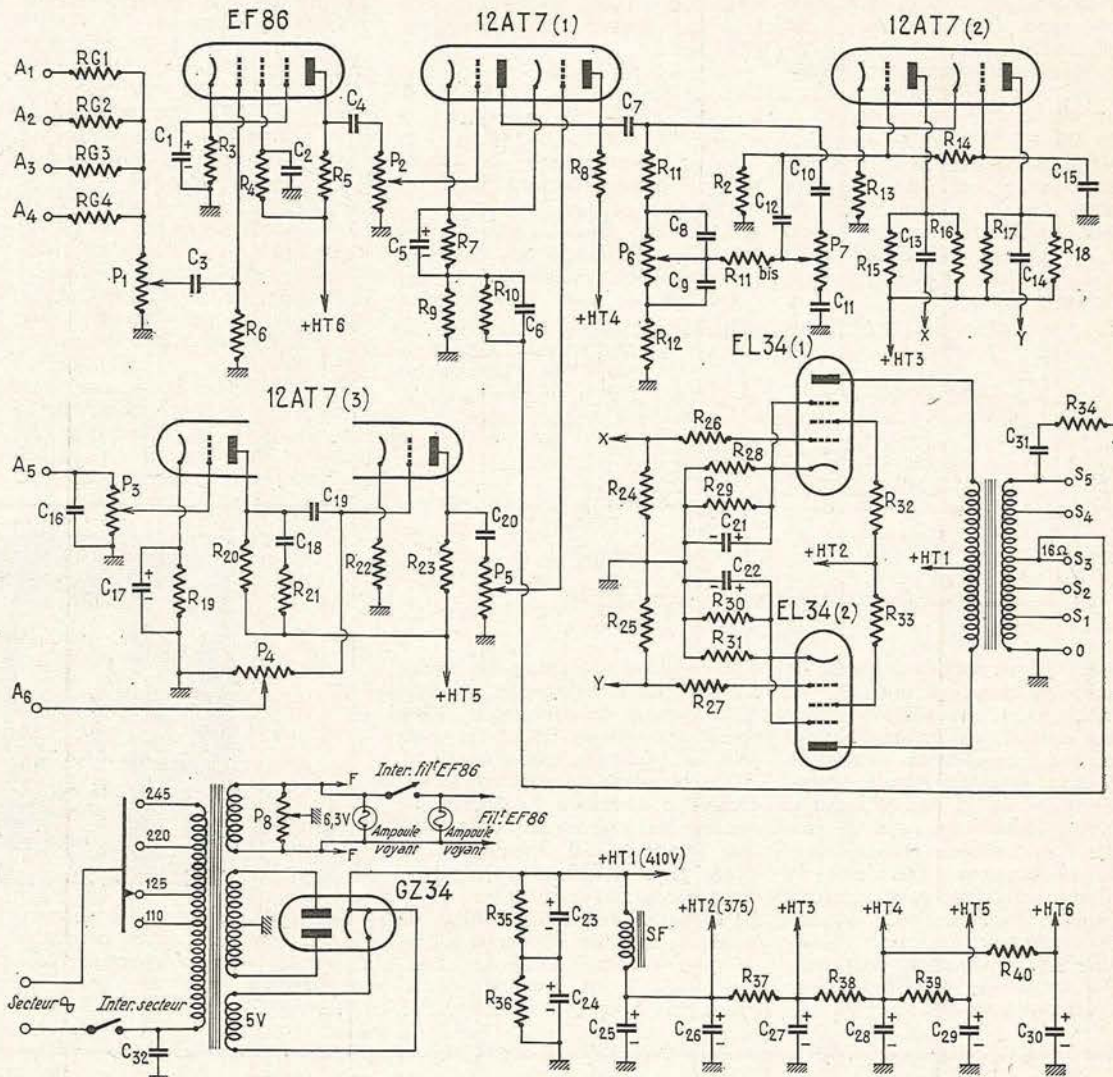 EF86
12AT7 (1)
12AT7 (2)
A1
RG1
A2
RG2
A3
RG3
A4
RG4
P1
C3
C1
+
-
R3
R4
C2
R5
C4
P2
R6
+HT6
C5
+
-
R7
R9
R10
C6
R8
C7
+HT4
R11
P6
C8
C9
R12
R11
bis
R2
C12
C10
P7
C11
R13
R14
C15
R15
C13
R16
R17
C14
R18
+HT3
X
Y
12AT7 (3)
A5
C16
P3
C17
+
-
R19
R20
C18
R21
C19
R22
R23
C20
P5
P4
A6
+HT5
EL34 (1)
X
R26
R24
R28
R29
C21
-
+
R32
+HT2
+HT1
C22
-
+
R30
R31
R25
R33
EL34 (2)
Y
R27
R34
C31
S5
S4
16Ω
S3
S2
S1
0
245
220
125
110
Secteur
Inter. secteur
C32
P8
F
F
6,3V
Inter. filt EF86
Ampoule
voyant
Ampoule
voyant
Filt EF86
GZ34
5V
+HT1 (410V)
R35
R36
+
C23
-
+
C24
-
SF
C25
+
-
+HT2 (375)
C26
+
-
R37
+HT3
C27
+
-
R38
+HT4
C28
+
-
R39
+HT5
C29
+
-
R40
+HT6
C30
+
-